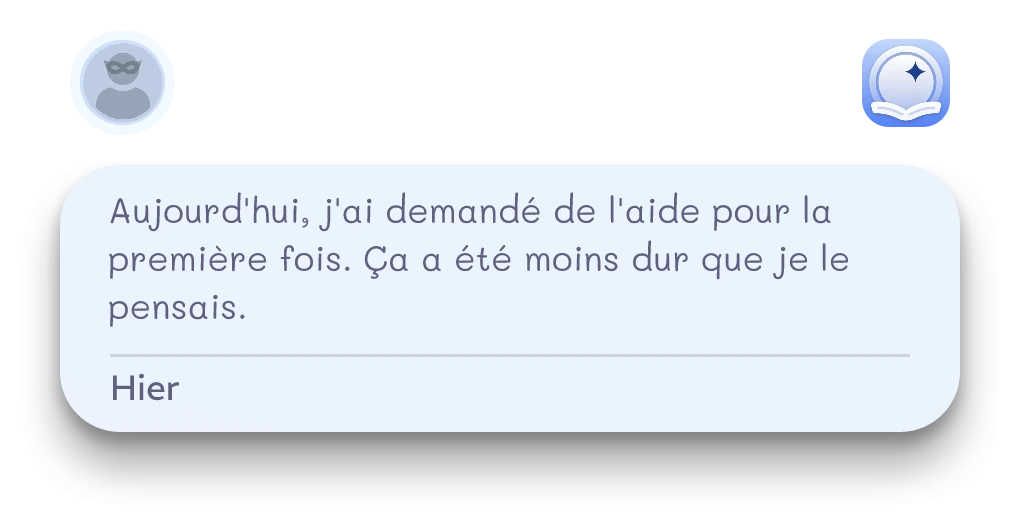 Aujourd'hui, j'ai demandé de l'aide pour la
première fois. Ça a été moins dur que je le
pensais.
Hier